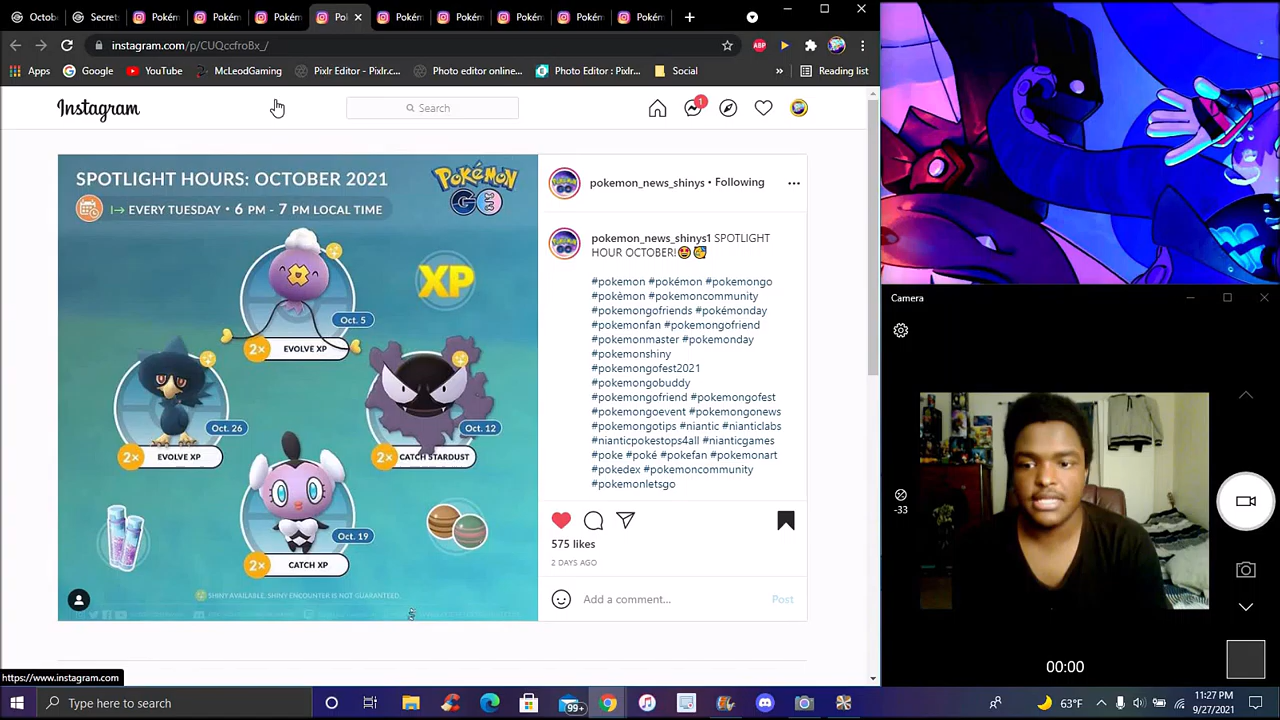 Octob
Secret
Pokém
Pokém
Pokém
Pol
Pokém
Pokém
Pokém
Pokém
Pokém
instagram.com/p/CUQccfroBx_/
ABP
Apps
Google
YouTube
McLeodGaming
Pixlr Editor - Pixlr.c...
Photo editor online...
Photo Editor : Pixlr...
Social
»
Reading list
Instagram
Search
1
SPOTLIGHT HOURS: OCTOBER 2021
EVERY TUESDAY • 6 PM - 7 PM LOCAL TIME
POKÉMON
GO
XP
Oct. 5
2× EVOLVE XP
Oct. 26
2× EVOLVE XP
Oct. 12
2× CATCH STARDUST
Oct. 19
2× CATCH XP
SHINY AVAILABLE, SHINY ENCOUNTER IS NOT GUARANTEED.
pokemon_news_shinys • Following
pokemon_news_shinys1 SPOTLIGHT
HOUR OCTOBER!
#pokemon #pokémon #pokemongo
#pokèmon #pokemoncommunity
#pokemongofriends #pokémonday
#pokemonfan #pokemongofriend
#pokemonmaster #pokemonday
#pokemonshiny
#pokemongofest2021
#pokemongobuddy
#pokemongofriend #pokemongofest
#pokemongoevent #pokemongonews
#pokemongotips #niantic #nianticlabs
#nianticpokestops4all #nianticgames
#poke #poké #pokefan #pokemonart
#pokedex #pokemoncommunity
#pokemonletsgo
575 likes
2 DAYS AGO
Add a comment...
Post
https://www.instagram.com
Camera
-33
00:00
Type here to search
99+
63°F
11:27 PM
9/27/2021